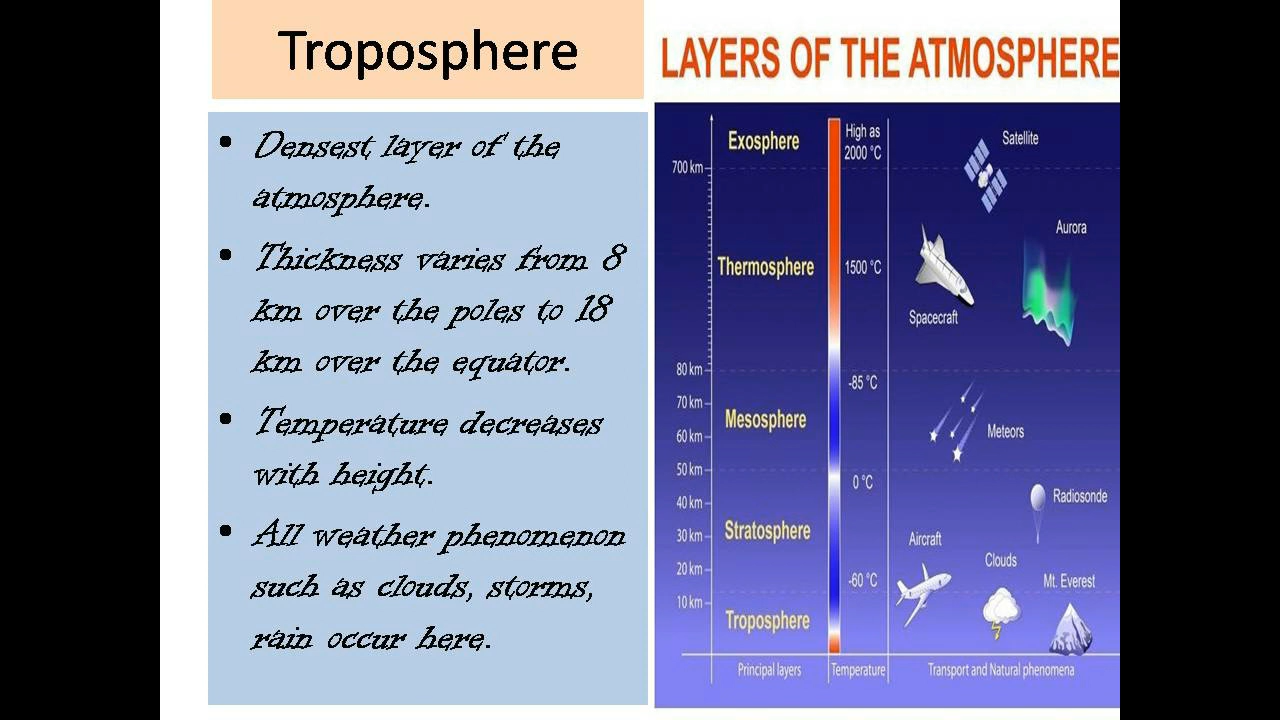 Troposphere
• Densest layer of the
atmosphere.
• Thickness varies from 8
km over the poles to 18
km over the equator.
• Temperature decreases
with height.
• All weather phenomenon
such as clouds, storms,
rain occur here.
LAYERS OF THE ATMOSPHERE
Exosphere
High as
2000 °C
Satellite
700 km
Aurora
Thermosphere
1500 °C
Spacecraft
80 km
-85 °C
70 km
Mesosphere
Meteors
60 km
50 km
0 °C
Radiosonde
40 km
Stratosphere
30 km
Aircraft
Clouds
20 km
-60 °C
Mt. Everest
10 km
Troposphere
Principal layers
Temperature
Transport and Natural phenomena